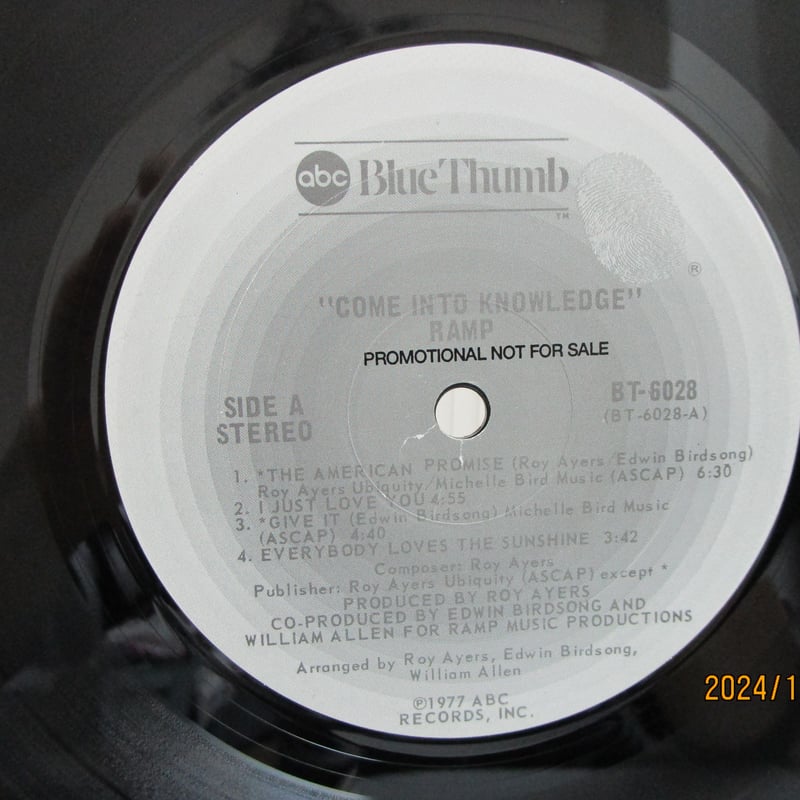 abc Blue Thumb
TM
®
"COME INTO KNOWLEDGE"
RAMP
PROMOTIONAL NOT FOR SALE
SIDE A
STEREO
BT-6028
(BT-6028-A)
1. *THE AMERICAN PROMISE (Roy Ayers/Edwin Birdsong)
Roy Ayers Ubiquity/Michelle Bird Music (ASCAP) 6:30
2. I JUST LOVE YOU 4:55
3. *GIVE IT (Edwin Birdsong) Michelle Bird Music
(ASCAP) 4:40
4. EVERYBODY LOVES THE SUNSHINE 3:42
Composer: Roy Ayers
Publisher: Roy Ayers Ubiquity (ASCAP) except *
PRODUCED BY ROY AYERS
CO-PRODUCED BY EDWIN BIRDSONG AND
WILLIAM ALLEN FOR RAMP MUSIC PRODUCTIONS
Arranged by Roy Ayers, Edwin Birdsong,
William Allen
℗1977 ABC
RECORDS, INC.
2024/1